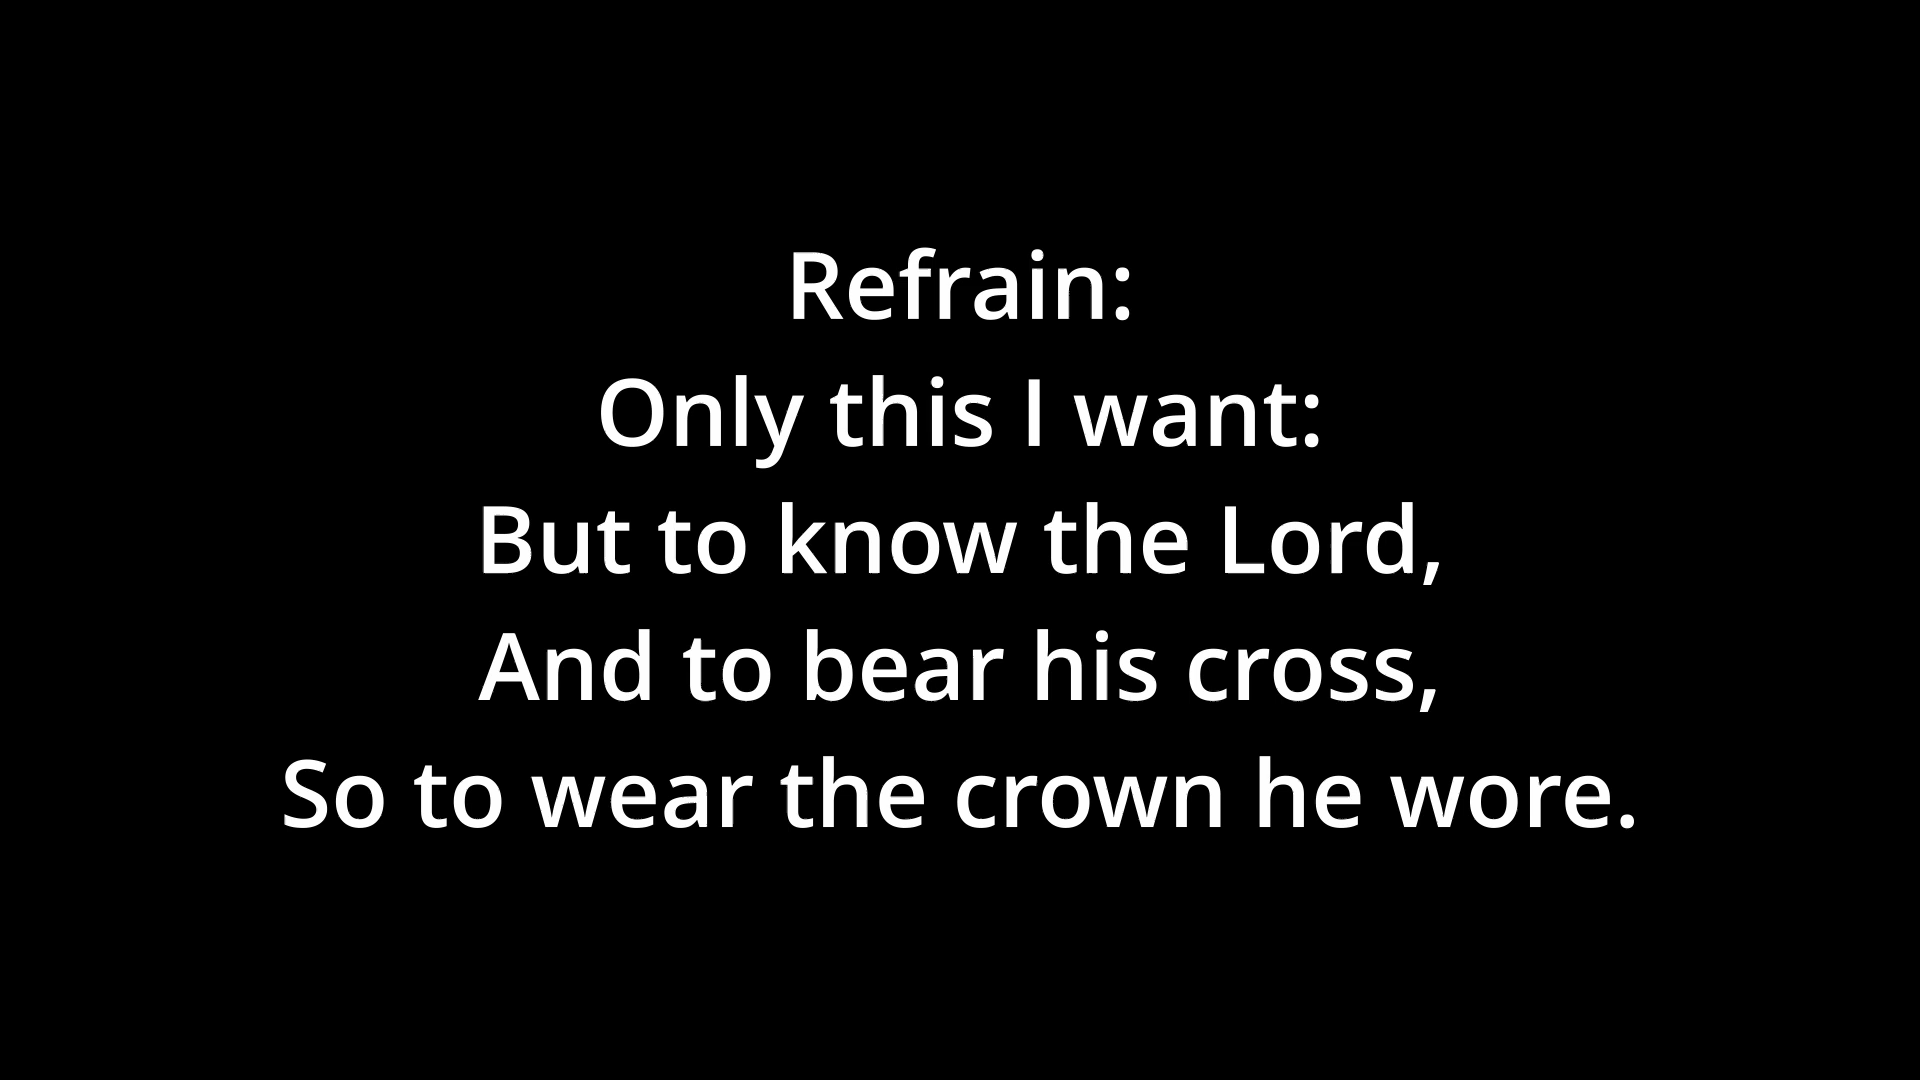 Refrain:
Only this I want:
But to know the Lord,
And to bear his cross,
So to wear the crown he wore.